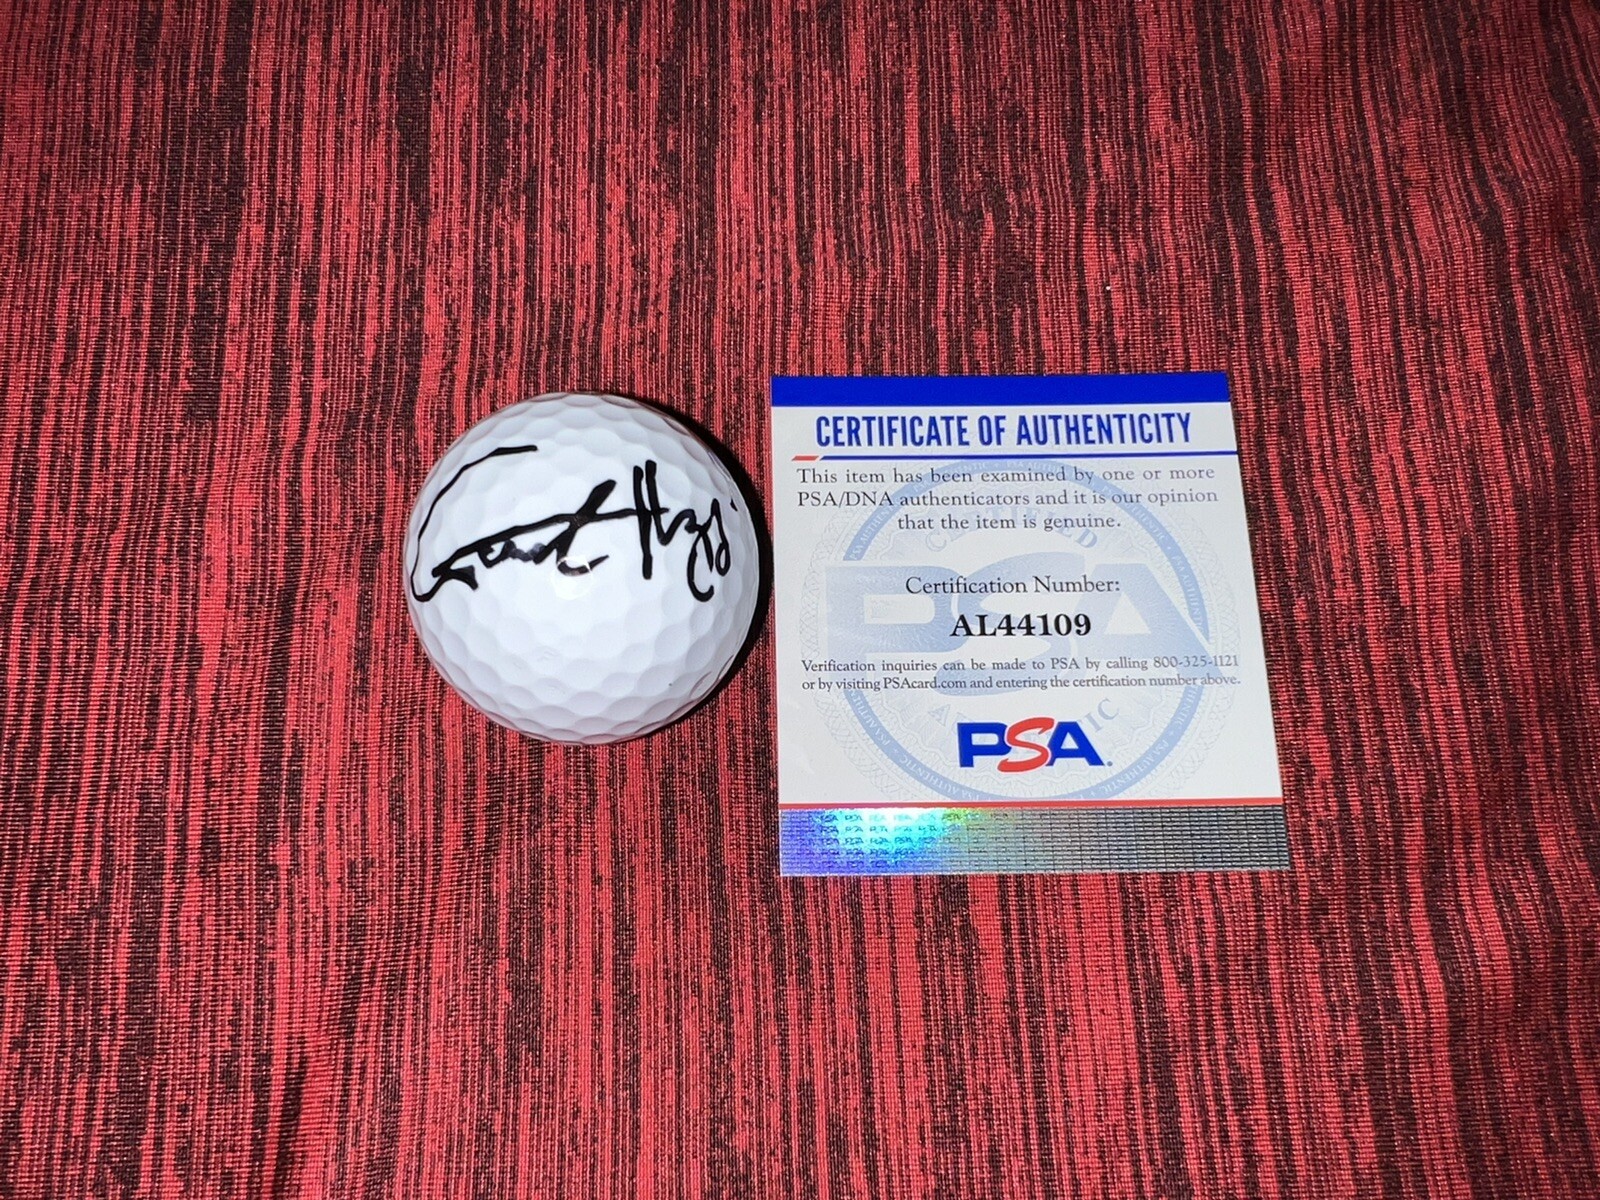 CERTIFICATE OF AUTHENTICITY
This item has been examined by one or more
PSA/DNA authenticators and it is our opinion
that the item is genuine.
Certification Number:
AL44109
Verification inquiries can be made to PSA by calling 800-325-1121
or by visiting PSAcard.com and entering the certification number above.
PSA